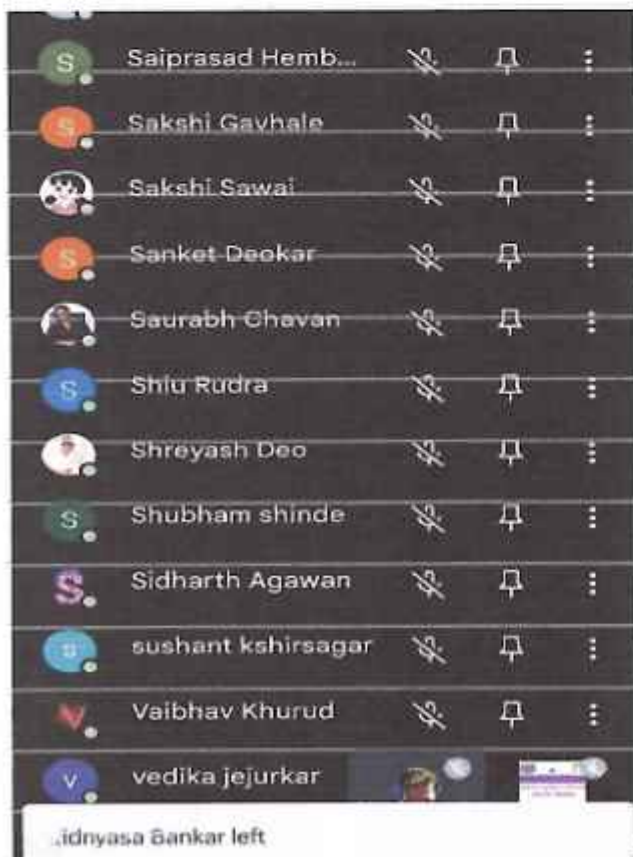 S Saiprasad Hemb...
S Sakshi Gavhale
Sakshi Sawai
S Sanket Deokar
Saurabh Chavan
S Shiu Rudra
Shreyash Deo
S Shubham shinde
S Sidharth Agawan
s sushant kshirsagar
V Vaibhav Khurud
v vedika jejurkar
..idnyasa Bankar left